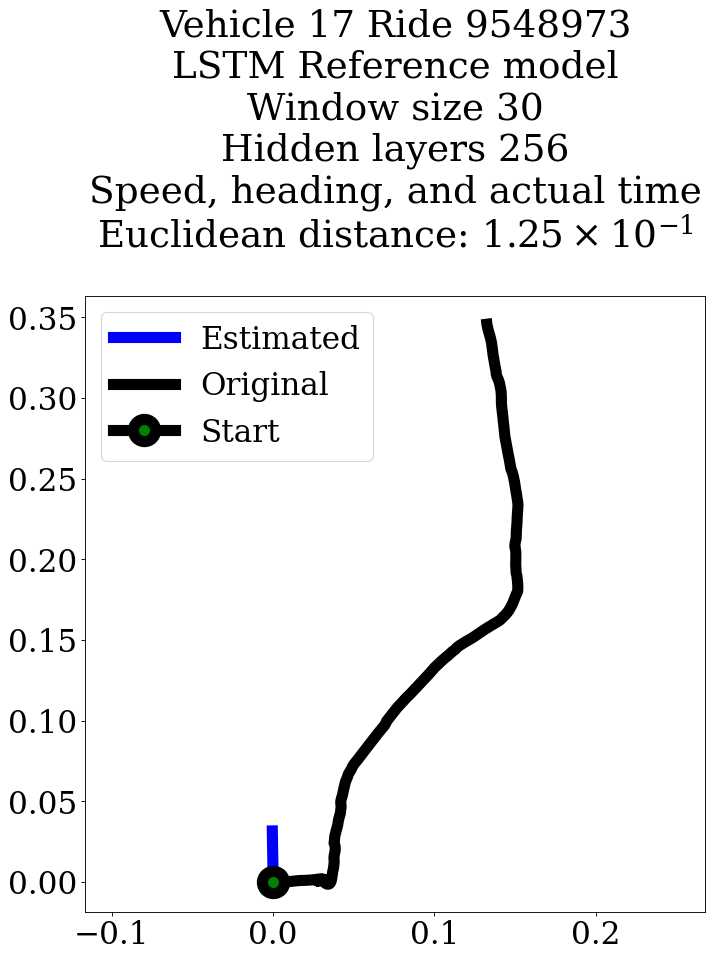 Vehicle 17 Ride 9548973
LSTM Reference model
Window size 30
Hidden layers 256
Speed, heading, and actual time
Euclidean distance: 1.25 × 10⁻¹
Estimated
Original
Start
0.35
0.30
0.25
0.20
0.15
0.10
0.05
0.00
−0.1
0.0
0.1
0.2